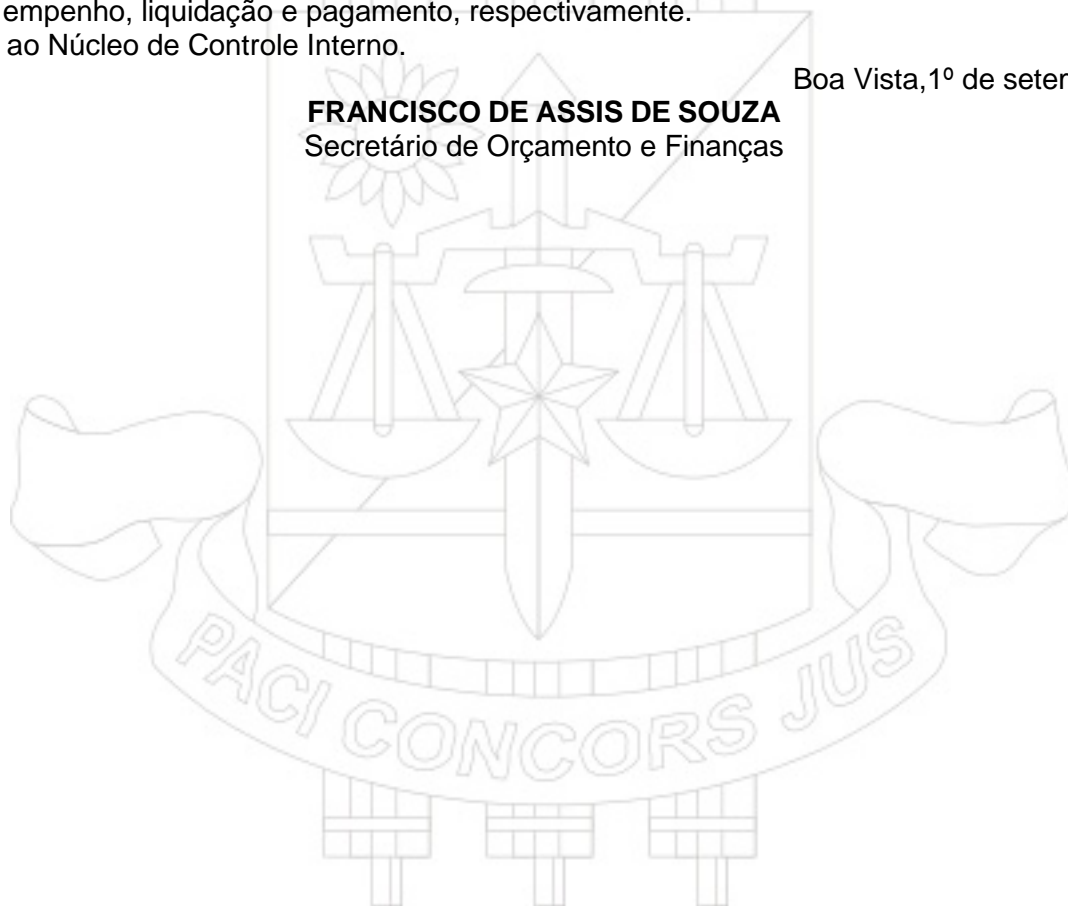 empenho, liquidação e pagamento, respectivamente.
ao Núcleo de Controle Interno.
Boa Vista,1º de seter
FRANCISCO DE ASSIS DE SOUZA
Secretário de Orçamento e Finanças
PACI CONCORS JUS